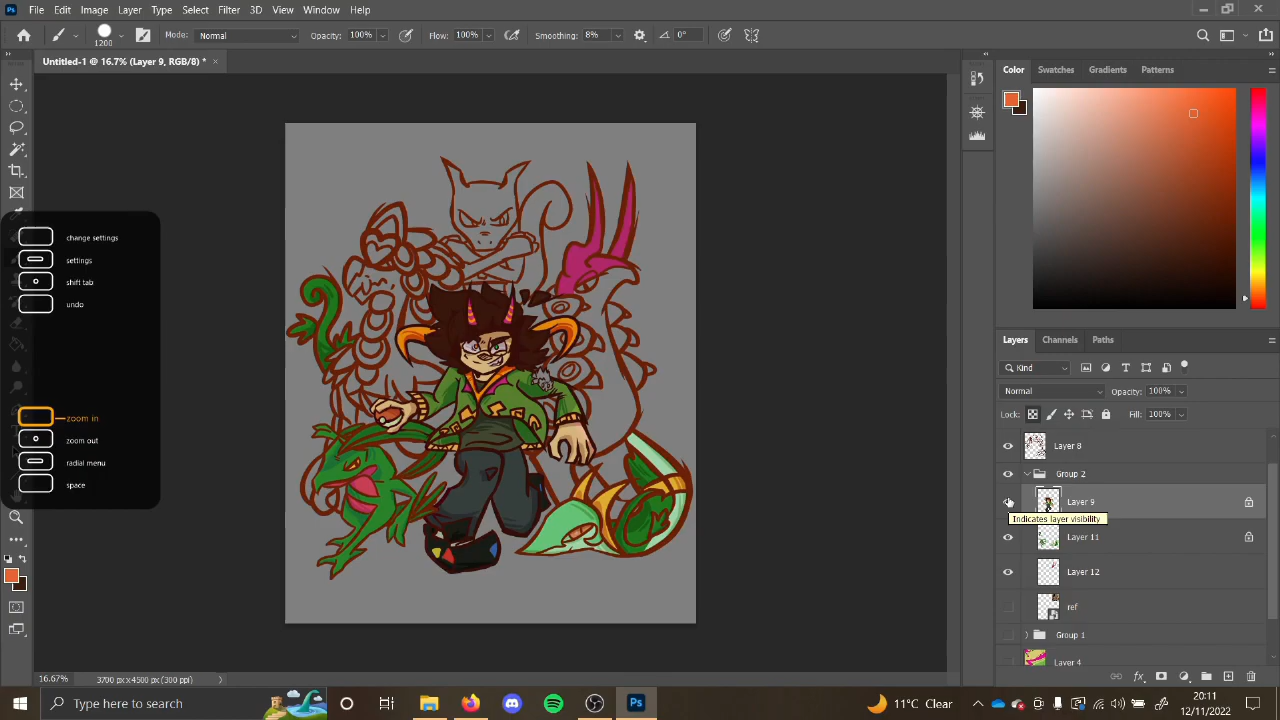 Ps File Edit Image Layer Type Select Filter 3D View Window Help
1200 Mode: Normal Opacity: 100% Flow: 100% Smoothing: 8% 0°
Untitled-1 @ 16.7% (Layer 9, RGB/8) * ×
change settings
settings
shift tab
undo
zoom in
zoom out
radial menu
space
Color Swatches Gradients Patterns
Layers Channels Paths
Kind
Normal Opacity: 100%
Lock: Fill: 100%
Layer 8
Group 2
Layer 9
Indicates layer visibility
Layer 11
Layer 12
ref
Group 1
Layer 4
16.67% 3700 px x 4500 px (300 ppi)
Type here to search
Ps
11°C Clear
20:11
12/11/2022